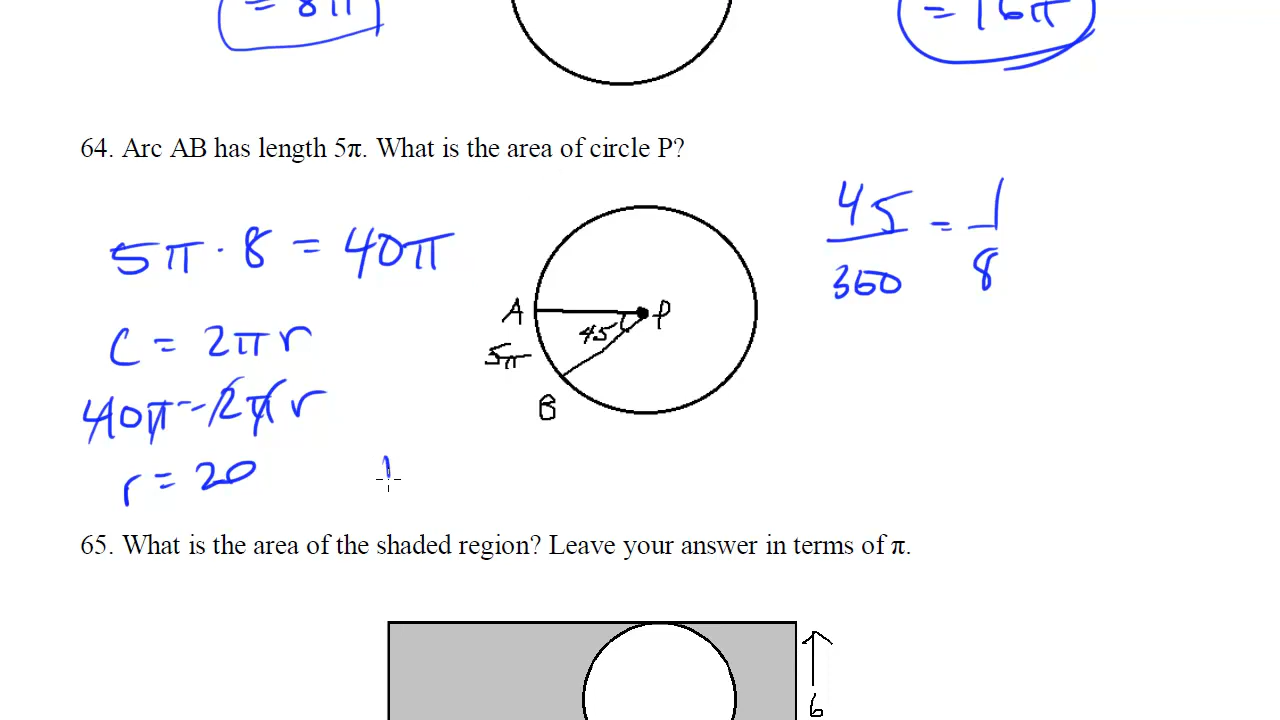 = 8π
= 16π
64. Arc AB has length 5π. What is the area of circle P?
5π · 8 = 40π
45/360 = 1/8
C = 2πr
A
P
45
5π
B
40π = 2πr
r = 20
65. What is the area of the shaded region? Leave your answer in terms of π.
6